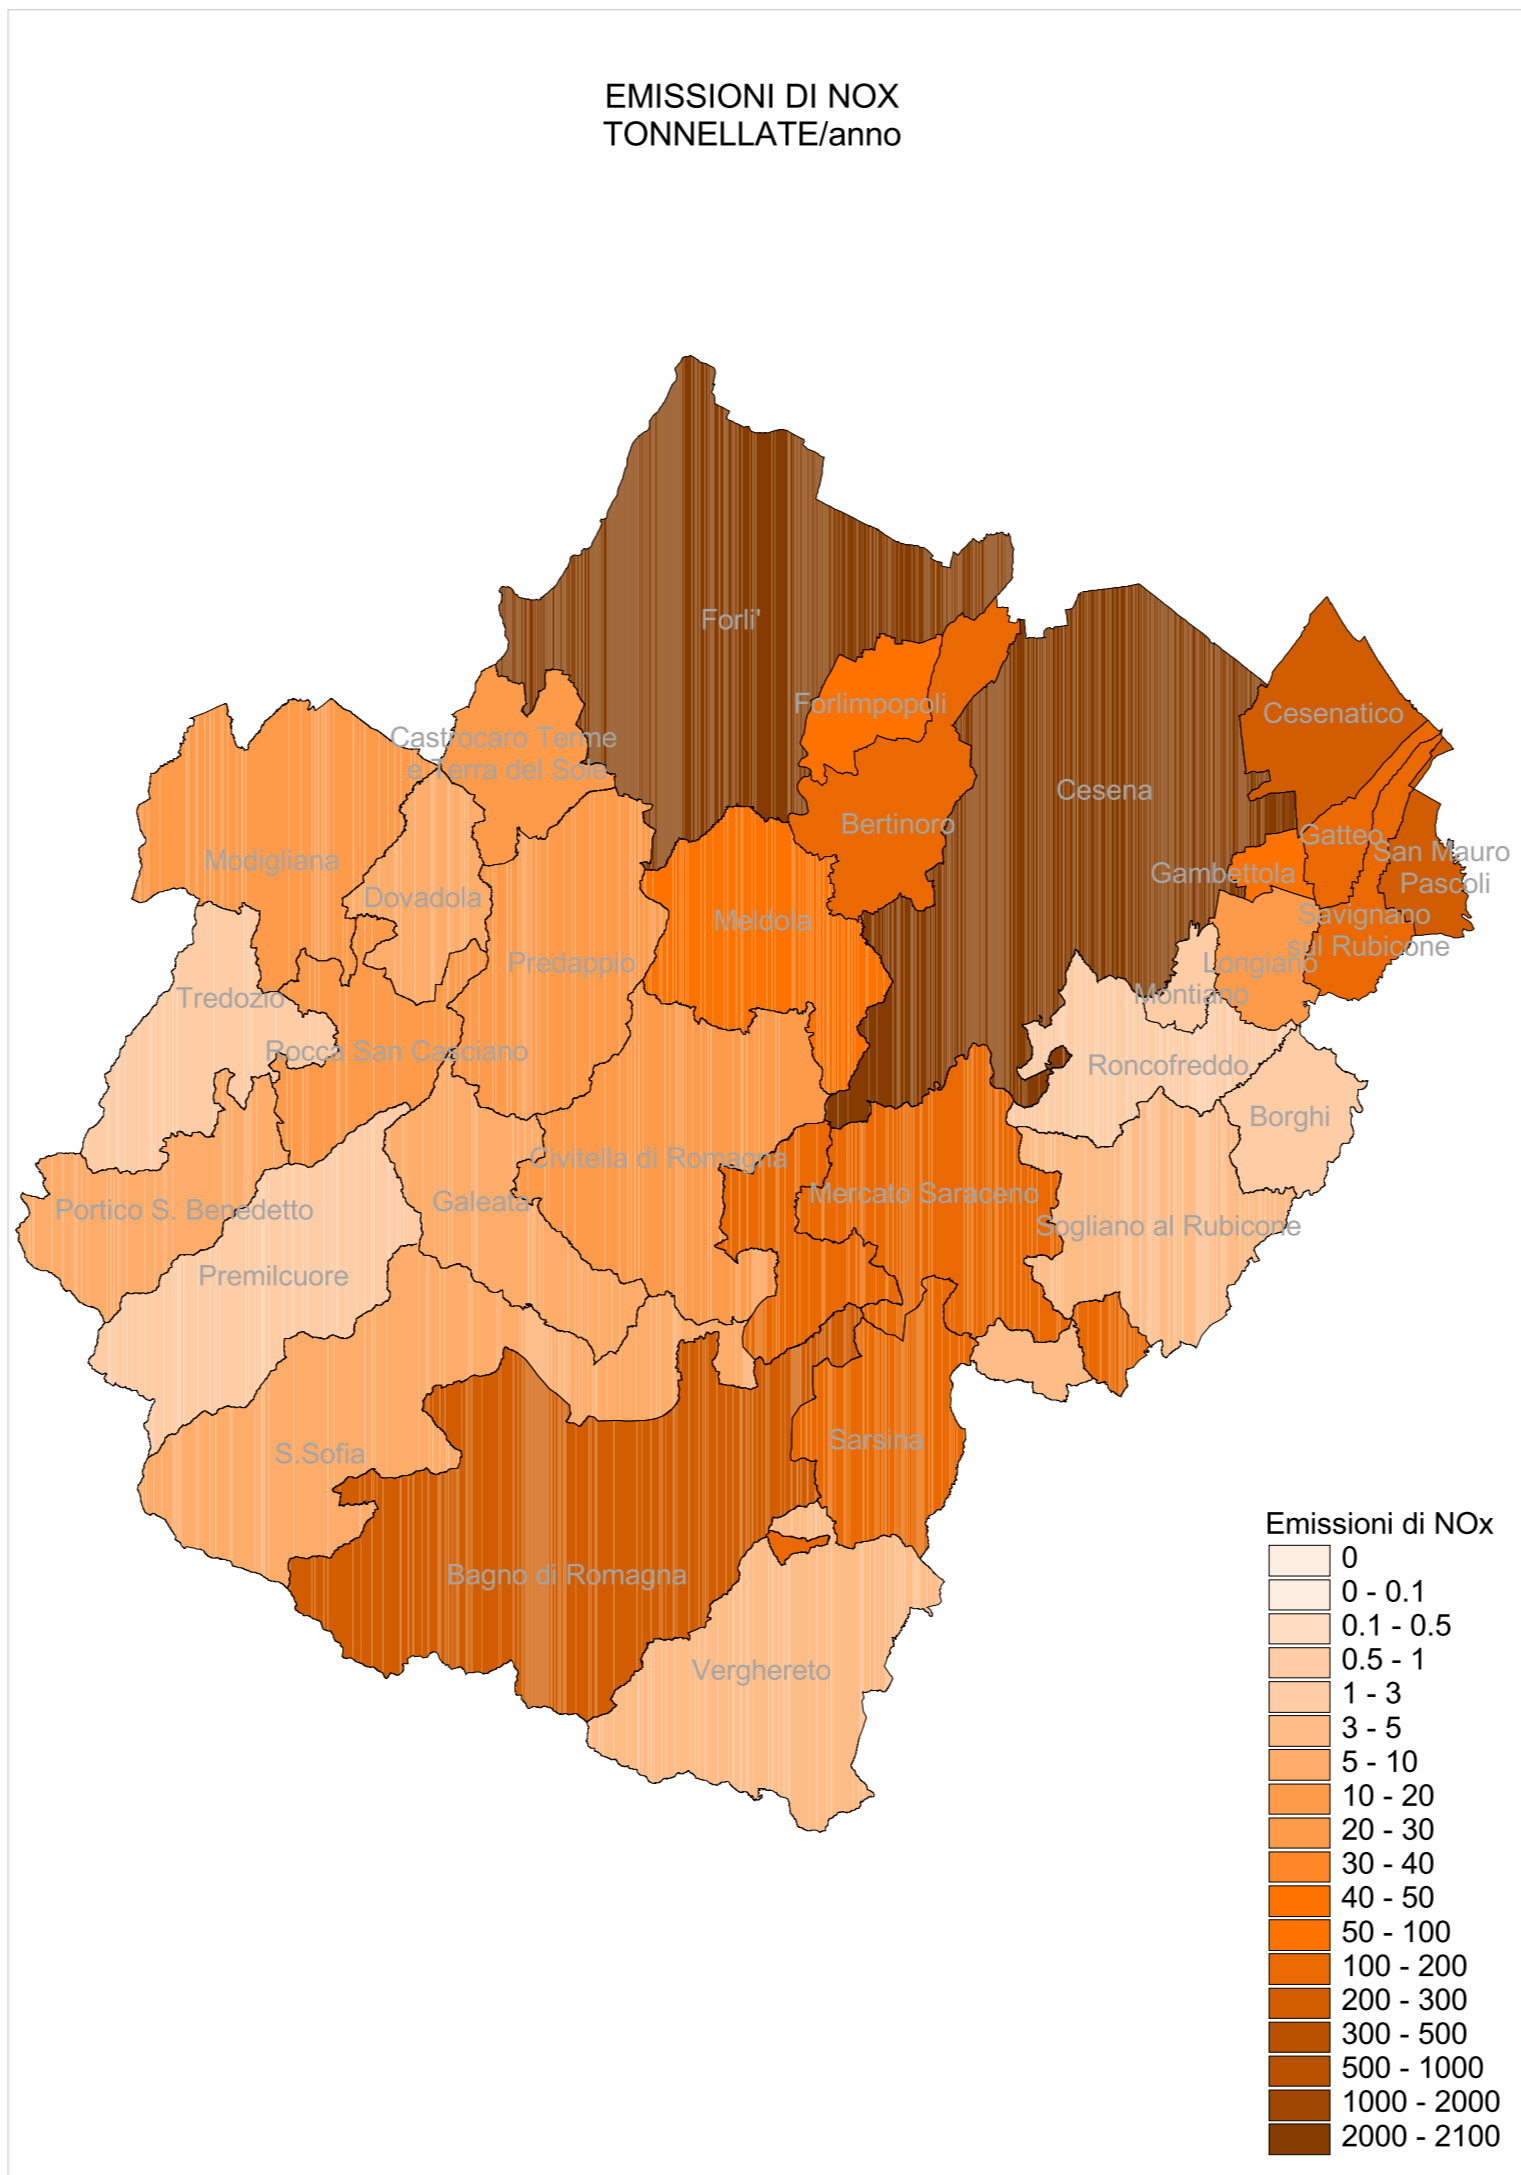 EMISSIONI DI NOX
TONNELLATE/anno
Forli'
Forlimpopoli
Cesenatico
Castrocaro Terme
e Terra del Sole
Cesena
Bertinoro
Gatteo
San Mauro
Pascoli
Modigliana
Gambettola
Dovadola
Meldola
Savignano
sul Rubicone
Predappio
Longiano
Montiano
Tredozio
Rocca San Casciano
Roncofreddo
Borghi
Civitella di Romagna
Mercato Saraceno
Galeata
Portico S. Benedetto
Sogliano al Rubicone
Premilcuore
Sarsina
S.Sofia
Bagno di Romagna
Verghereto
Emissioni di NOx
0
0 - 0.1
0.1 - 0.5
0.5 - 1
1 - 3
3 - 5
5 - 10
10 - 20
20 - 30
30 - 40
40 - 50
50 - 100
100 - 200
200 - 300
300 - 500
500 - 1000
1000 - 2000
2000 - 2100